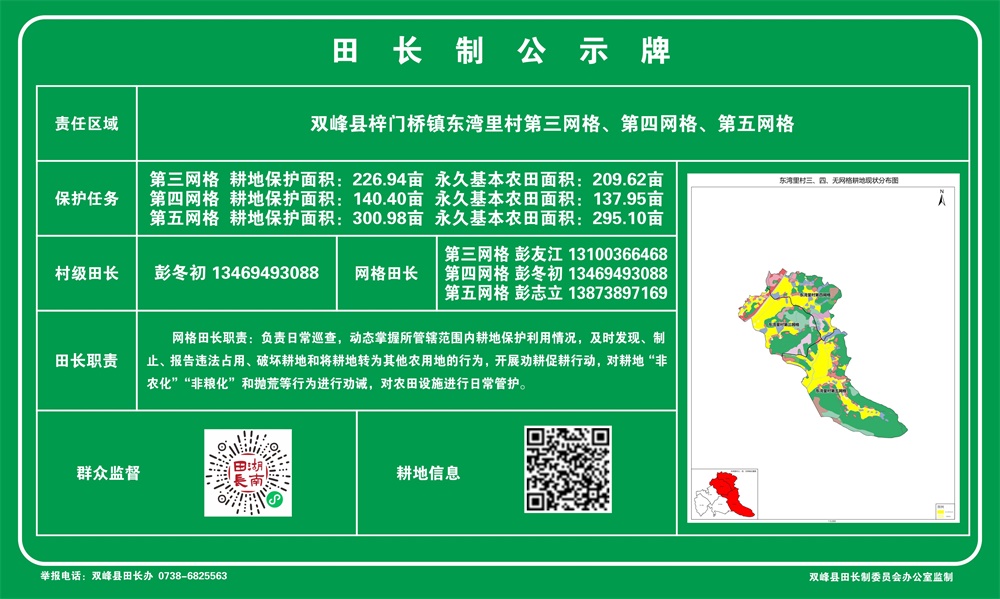 田长制公示牌
责任区域
双峰县梓门桥镇东湾里村第三网格、第四网格、第五网格
保护任务
第三网格 耕地保护面积：226.94亩 永久基本农田面积：209.62亩
第四网格 耕地保护面积：140.40亩 永久基本农田面积：137.95亩
第五网格 耕地保护面积：300.98亩 永久基本农田面积：295.10亩
村级田长
彭冬初 13469493088
网格田长
第三网格 彭友江 13100366468
第四网格 彭冬初 13469493088
第五网格 彭志立 13873897169
田长职责
网格田长职责：负责日常巡查，动态掌握所管辖范围内耕地保护利用情况，及时发现、制
止、报告违法占用、破坏耕地和将耕地转为其他农用地的行为，开展劝耕促耕行动，对耕地“非
农化”“非粮化”和抛荒等行为进行劝诫，对农田设施进行日常管护。
群众监督
湖南田長
耕地信息
东湾里村三、四、无网格耕地现状分布图
N
举报电话：双峰县田长办 0738-6825563
双峰县田长制委员会办公室监制